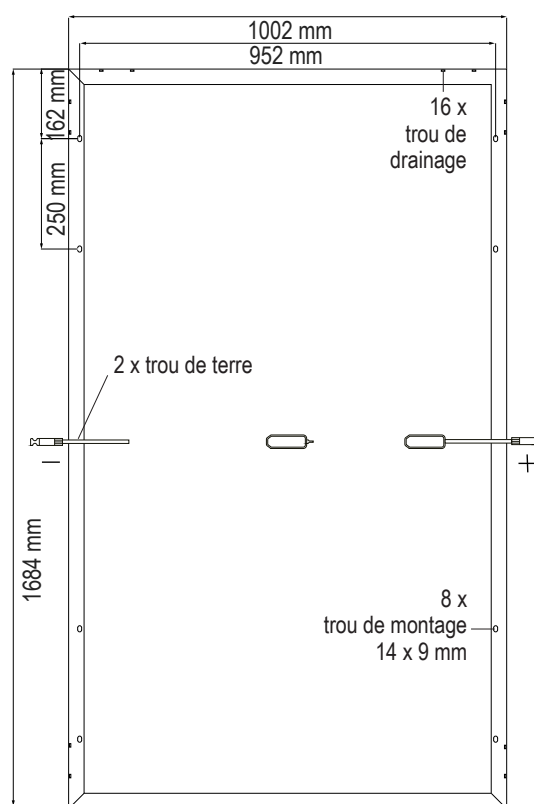 1002 mm
952 mm
162 mm
250 mm
16 x
trou de
drainage
2 x trou de terre
–
+
1684 mm
8 x
trou de montage
14 x 9 mm